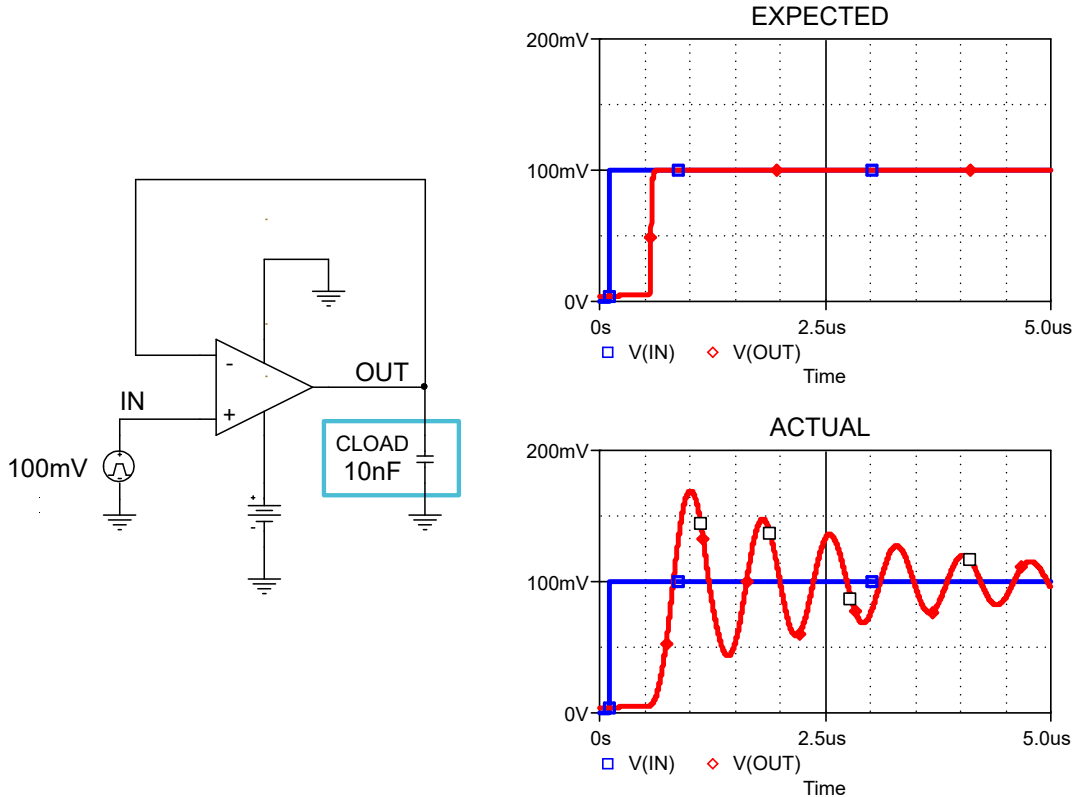 EXPECTED
200mV
100mV
0V
0s
2.5us
5.0us
V(IN)
V(OUT)
Time
-
+
IN
OUT
100mV
+
+
-
CLOAD
10nF
ACTUAL
200mV
100mV
0V
0s
2.5us
5.0us
V(IN)
V(OUT)
Time